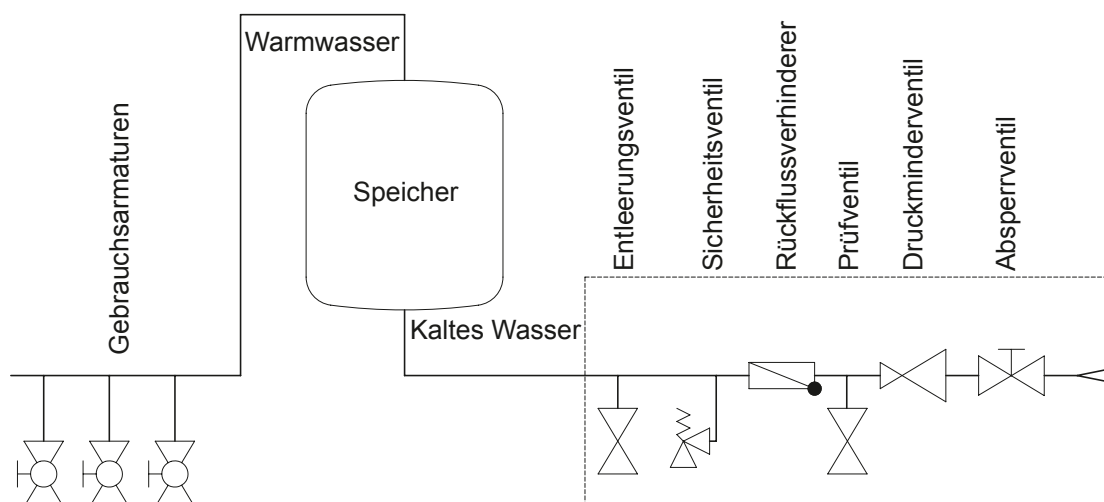 Warmwasser
Speicher
Kaltes Wasser
Gebrauchsarmaturen
Entleerungsventil
Sicherheitsventil
Rückflussverhinderer
Prüfventil
Druckminderventil
Absperrventil